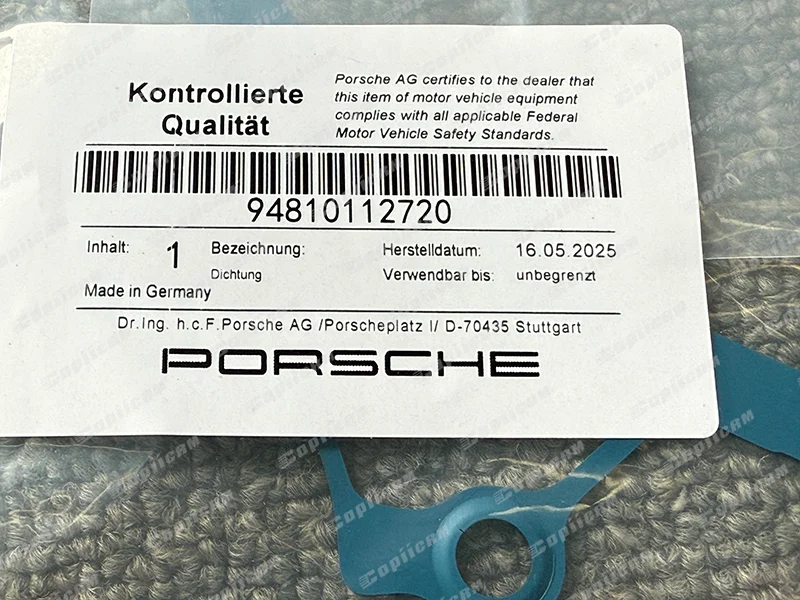 Kontrollierte
Qualität
Porsche AG certifies to the dealer that
this item of motor vehicle equipment
complies with all applicable Federal
Motor Vehicle Safety Standards.
94810112720
Inhalt: 1 Bezeichnung: Herstelldatum: 16.05.2025
Dichtung Verwendbar bis: unbegrenzt
Made in Germany
Dr.Ing. h.c.F.Porsche AG /Porscheplatz I/ D-70435 Stuttgart
PORSCHE
CopiicAM